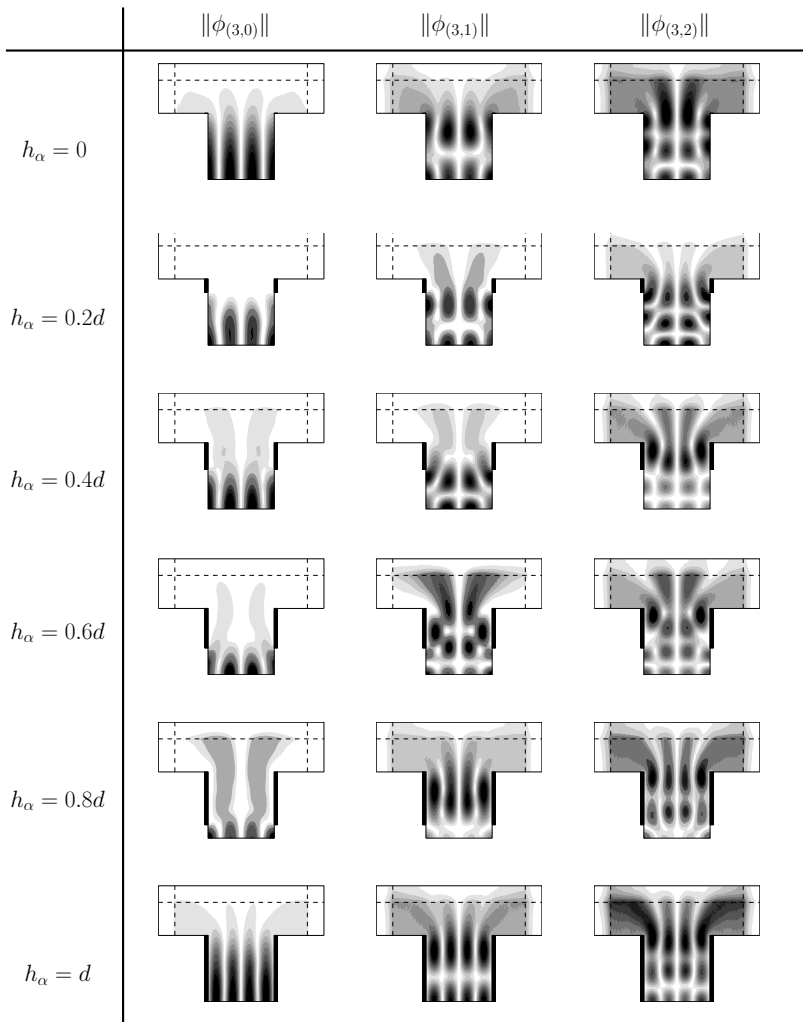 ‖ϕ(3,0)‖ ‖ϕ(3,1)‖ ‖ϕ(3,2)‖
hα = 0
hα = 0.2d
hα = 0.4d
hα = 0.6d
hα = 0.8d
hα = d